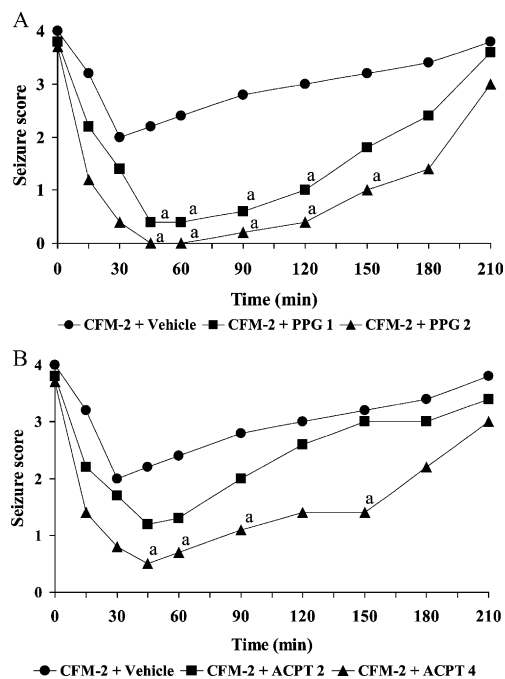 A
4
3
2
1
0
Seizure score
a
a
a
a
a
a
a
a
a
0 30 60 90 120 150 180 210
Time (min)
CFM-2 + Vehicle CFM-2 + PPG 1 CFM-2 + PPG 2
B
4
3
2
1
0
Seizure score
a
a
a
a
0 30 60 90 120 150 180 210
Time (min)
CFM-2 + Vehicle CFM-2 + ACPT 2 CFM-2 + ACPT 4